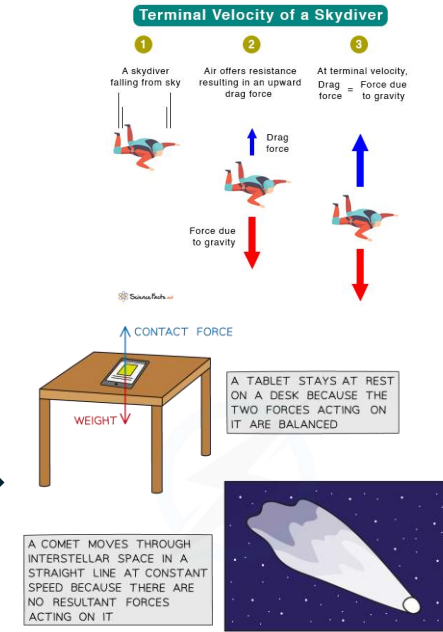 Terminal Velocity of a Skydiver
1
A skydiver
falling from sky
2
Air offers resistance
resulting in an upward
drag force
3
At terminal velocity,
Drag force = Force due to gravity
Drag
force
Force due
to gravity
ScienceFacts.net
CONTACT FORCE
WEIGHT
A TABLET STAYS AT REST
ON A DESK BECAUSE THE
TWO FORCES ACTING ON
IT ARE BALANCED
A COMET MOVES THROUGH
INTERSTELLAR SPACE IN A
STRAIGHT LINE AT CONSTANT
SPEED BECAUSE THERE ARE
NO RESULTANT FORCES
ACTING ON IT